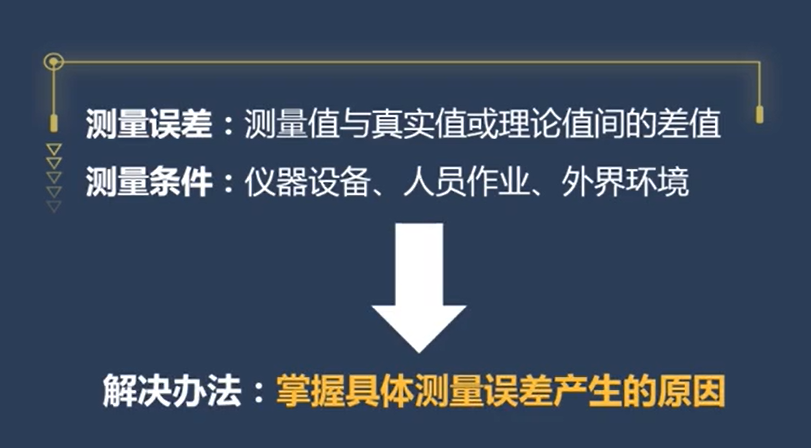 测量误差：测量值与真实值或理论值间的差值
测量条件：仪器设备、人员作业、外界环境
解决办法：掌握具体测量误差产生的原因